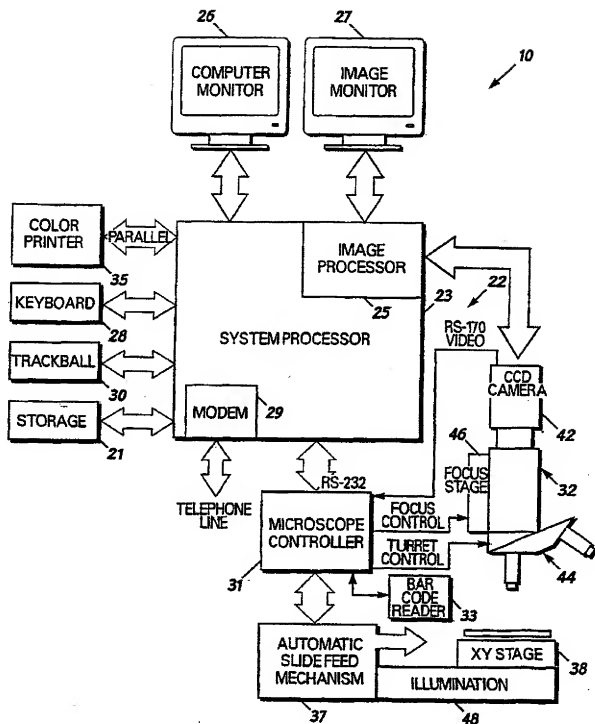 26
27
10
COMPUTER
MONITOR
IMAGE
MONITOR
COLOR
PRINTER
35
PARALLEL
IMAGE
PROCESSOR
25
23
22
KEYBOARD
28
SYSTEM PROCESSOR
RS-170
VIDEO
TRACKBALL
30
CCD
CAMERA
42
STORAGE
21
MODEM
29
46
FOCUS
STAGE
32
TELEPHONE
LINE
RS-232
MICROSCOPE
CONTROLLER
31
FOCUS
CONTROL
TURRET
CONTROL
44
BAR
CODE
READER
33
AUTOMATIC
SLIDE FEED
MECHANISM
37
XY STAGE
38
ILLUMINATION
48